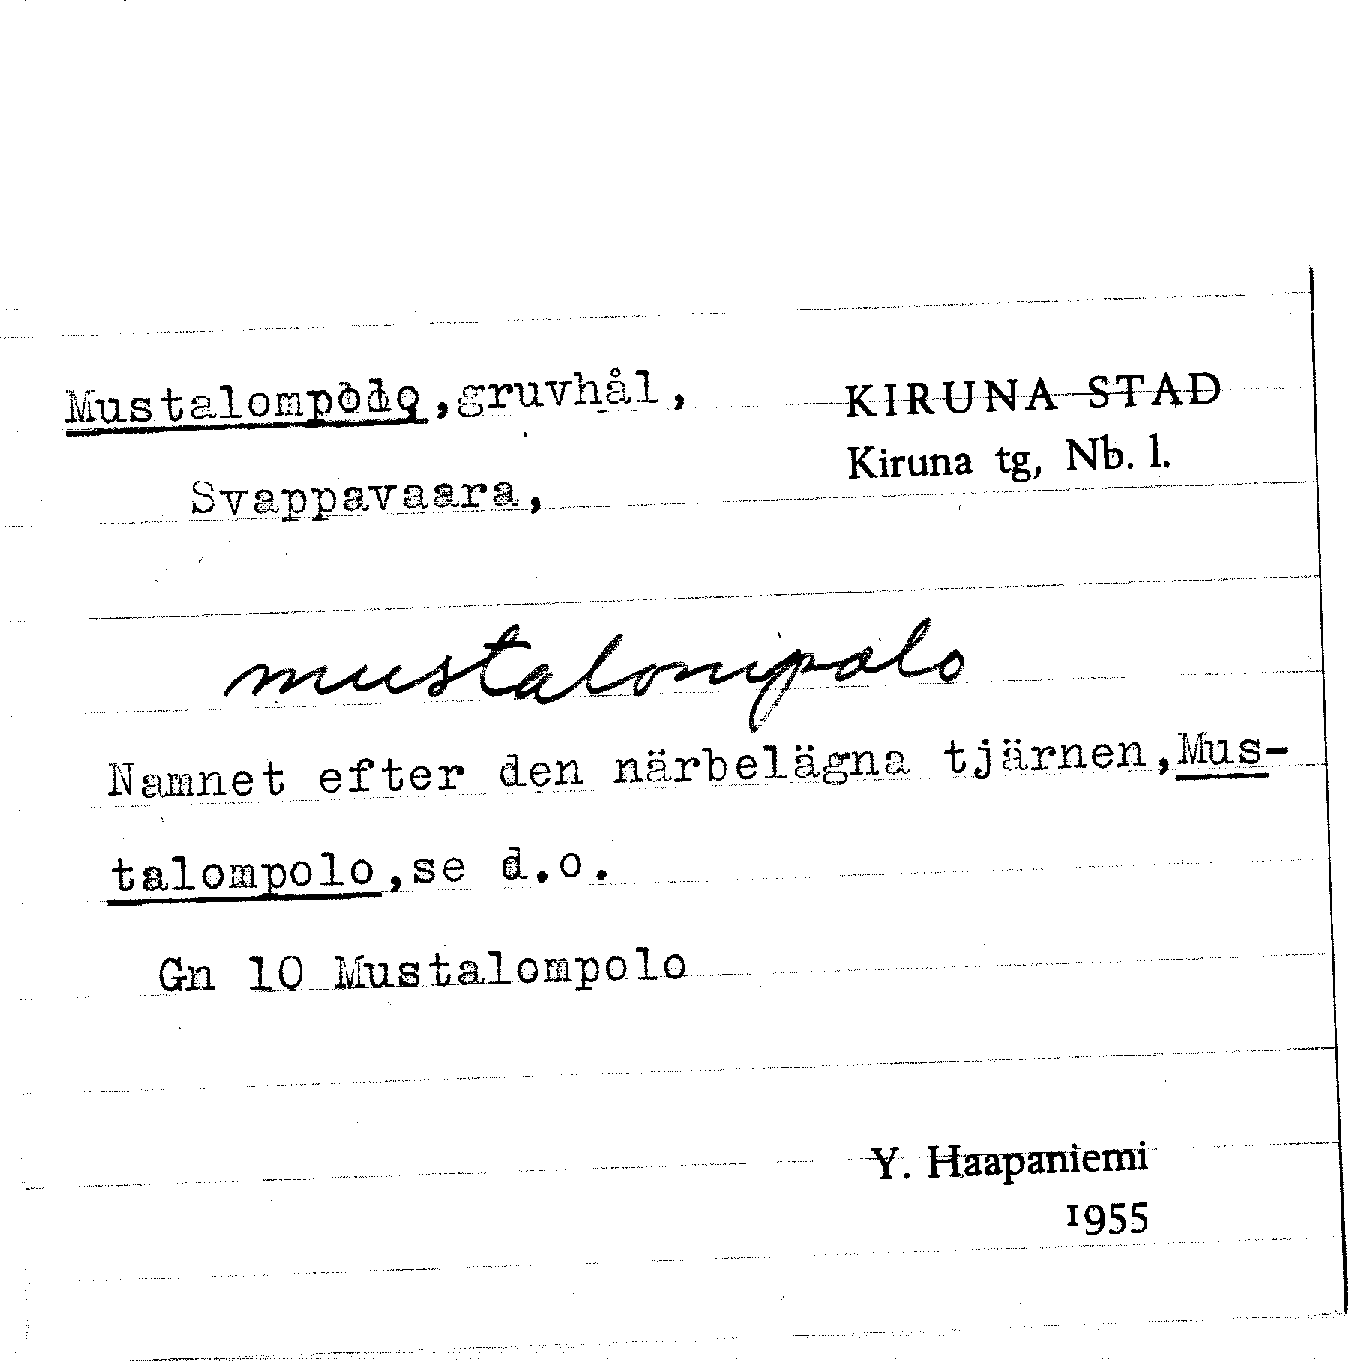 Mustalompolo,gruvhål,
KIRUNA STAD
Kiruna tg, Nb. l.
Svappavaara,
mustalompolo
Namnet efter den närbelägna tjärnen,Mus-
talompolo,se d.o.
Gn 10 Mustalompolo
Y. Haapaniemi
1955